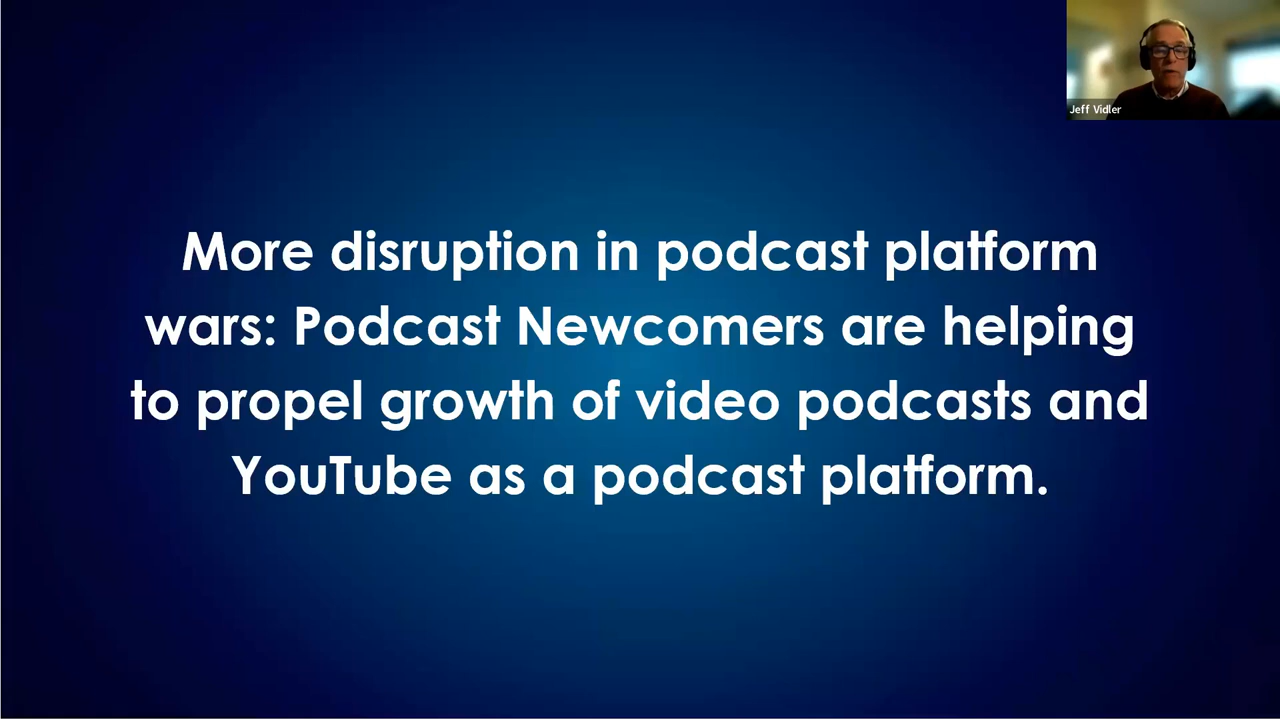 Jeff Vidler
More disruption in podcast platform
wars: Podcast Newcomers are helping
to propel growth of video podcasts and
YouTube as a podcast platform.